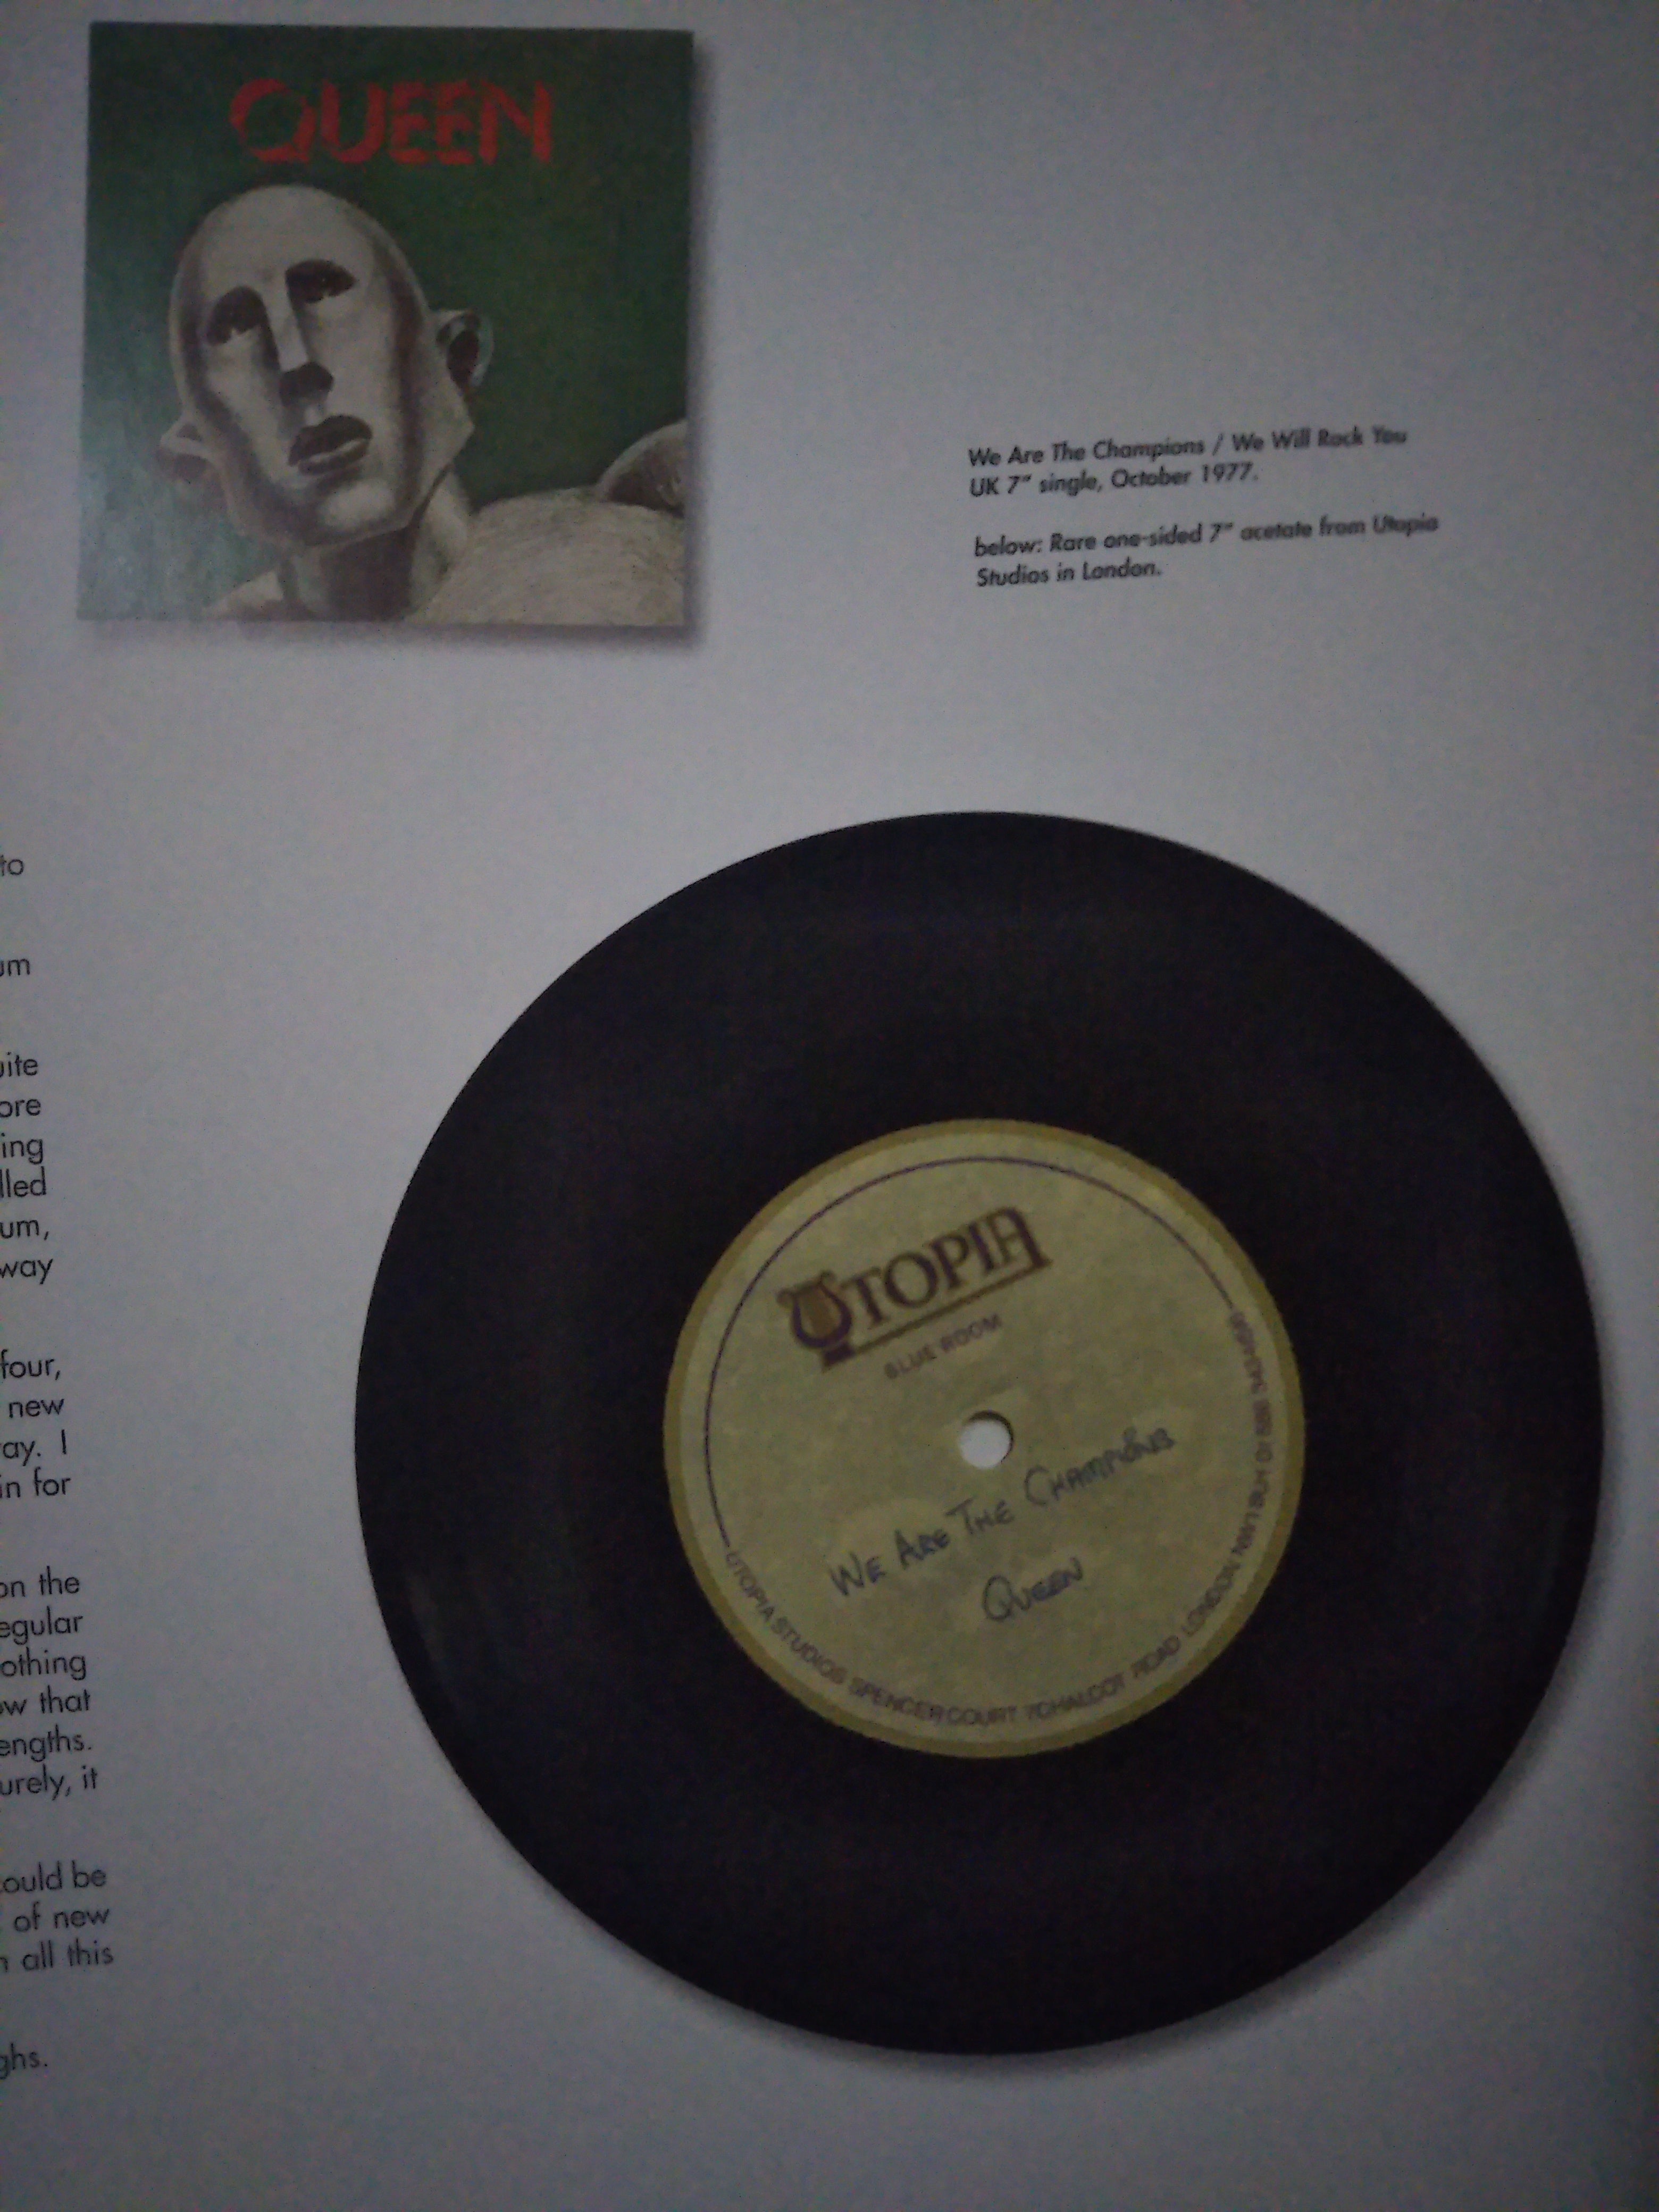 QUEEN
We Are The Champions / We Will Rock You
UK 7" single, October 1977.
below: Rare one-sided 7" acetate from Utopia
Studios in London.
to
um
uite
ore
ing
lled
um,
way
four,
new
ay. I
in for
on the
egular
othing
ow that
engths.
urely, it
could be
of new
all this
ghs.
UTOPIA
BLUE ROOM
WE ARE THE CHAMPIONS
QUEEN
UTOPIA STUDIOS SPENCER COURT 7CHALCOT ROAD LONDON NW1 8LH